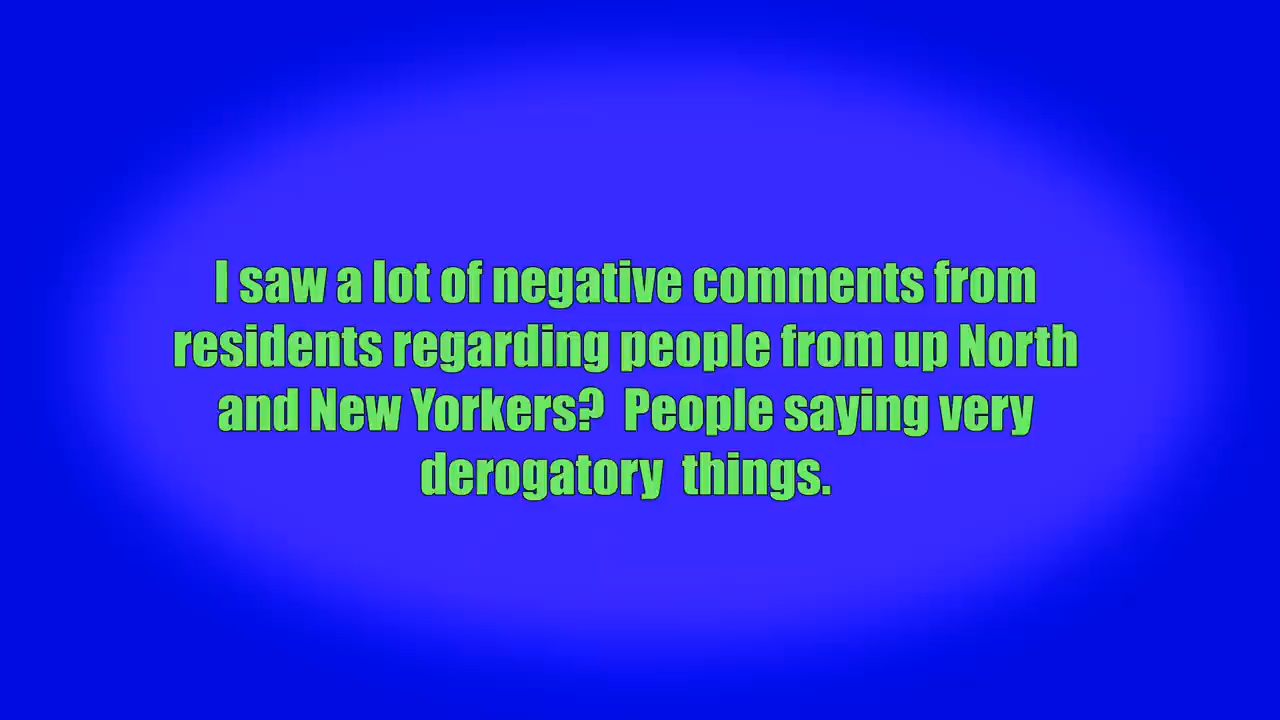 I saw a lot of negative comments from
residents regarding people from up North
and New Yorkers?  People saying very
derogatory  things.